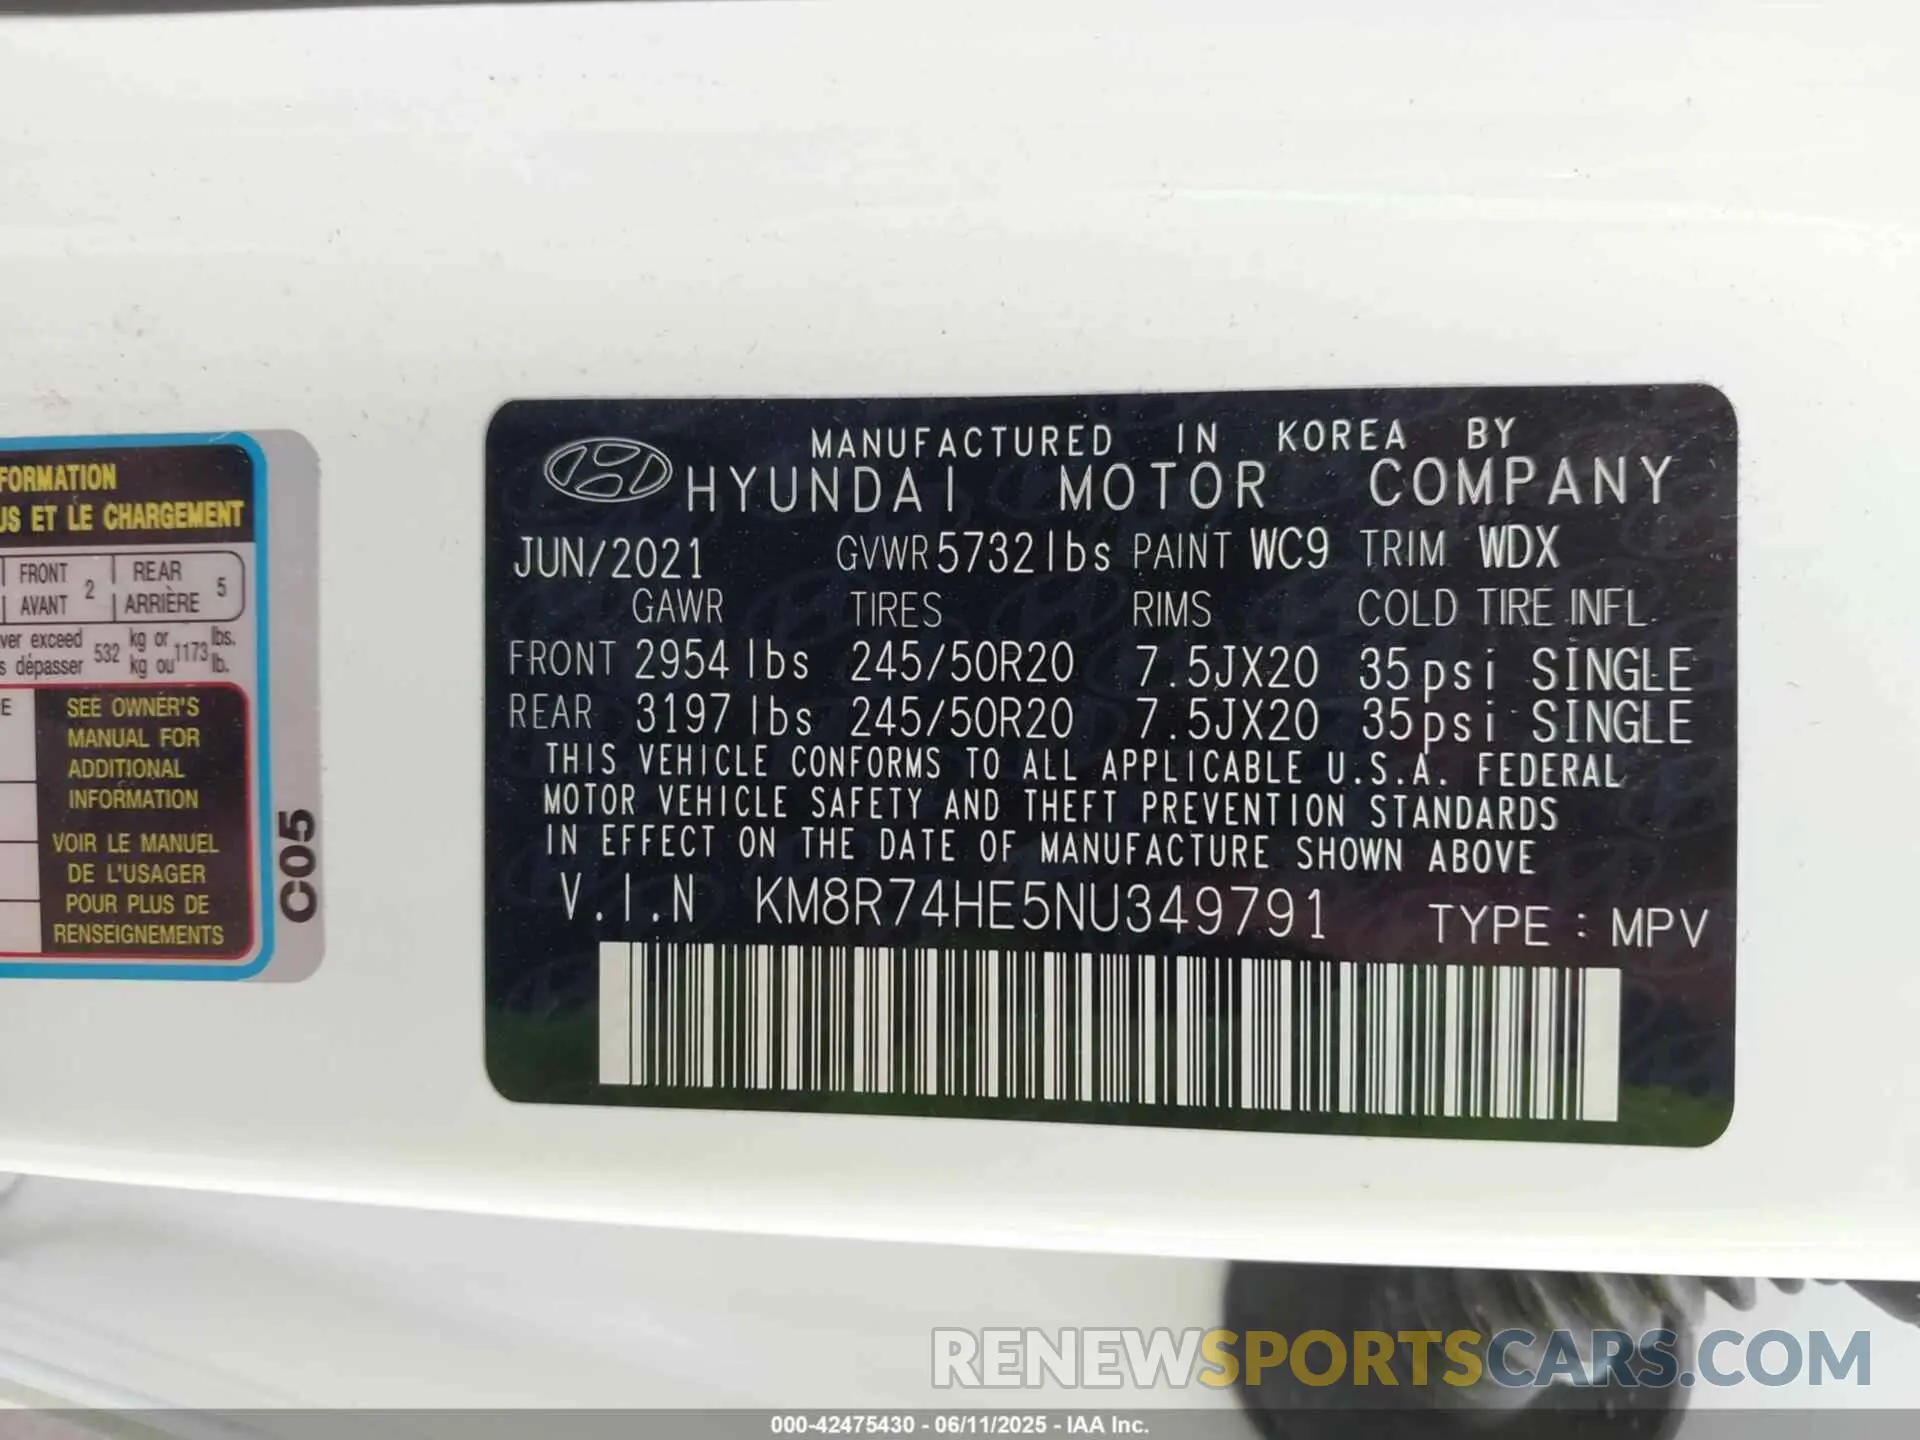 FORMATION
US ET LE CHARGEMENT
FRONT 2 REAR 5
AVANT ARRIÈRE
ver exceed 532 kg or 1173 lbs.
s dépasser kg ou lb.
E
SEE OWNER'S
MANUAL FOR
ADDITIONAL
INFORMATION
VOIR LE MANUEL
DE L'USAGER
POUR PLUS DE
RENSEIGNEMENTS
C05
MANUFACTURED IN KOREA BY
HYUNDAI MOTOR COMPANY
JUN/2021 GVWR 5732 lbs PAINT WC9 TRIM WDX
GAWR TIRES RIMS COLD TIRE INFL.
FRONT 2954 lbs 245/50R20 7.5JX20 35psi SINGLE
REAR 3197 lbs 245/50R20 7.5JX20 35psi SINGLE
THIS VEHICLE CONFORMS TO ALL APPLICABLE U.S.A. FEDERAL
MOTOR VEHICLE SAFETY AND THEFT PREVENTION STANDARDS
IN EFFECT ON THE DATE OF MANUFACTURE SHOWN ABOVE
V.I.N KM8R74HE5NU349791 TYPE : MPV
RENEWSPORTSCARS.COM
000-42475430 - 06/11/2025 - IAA Inc.